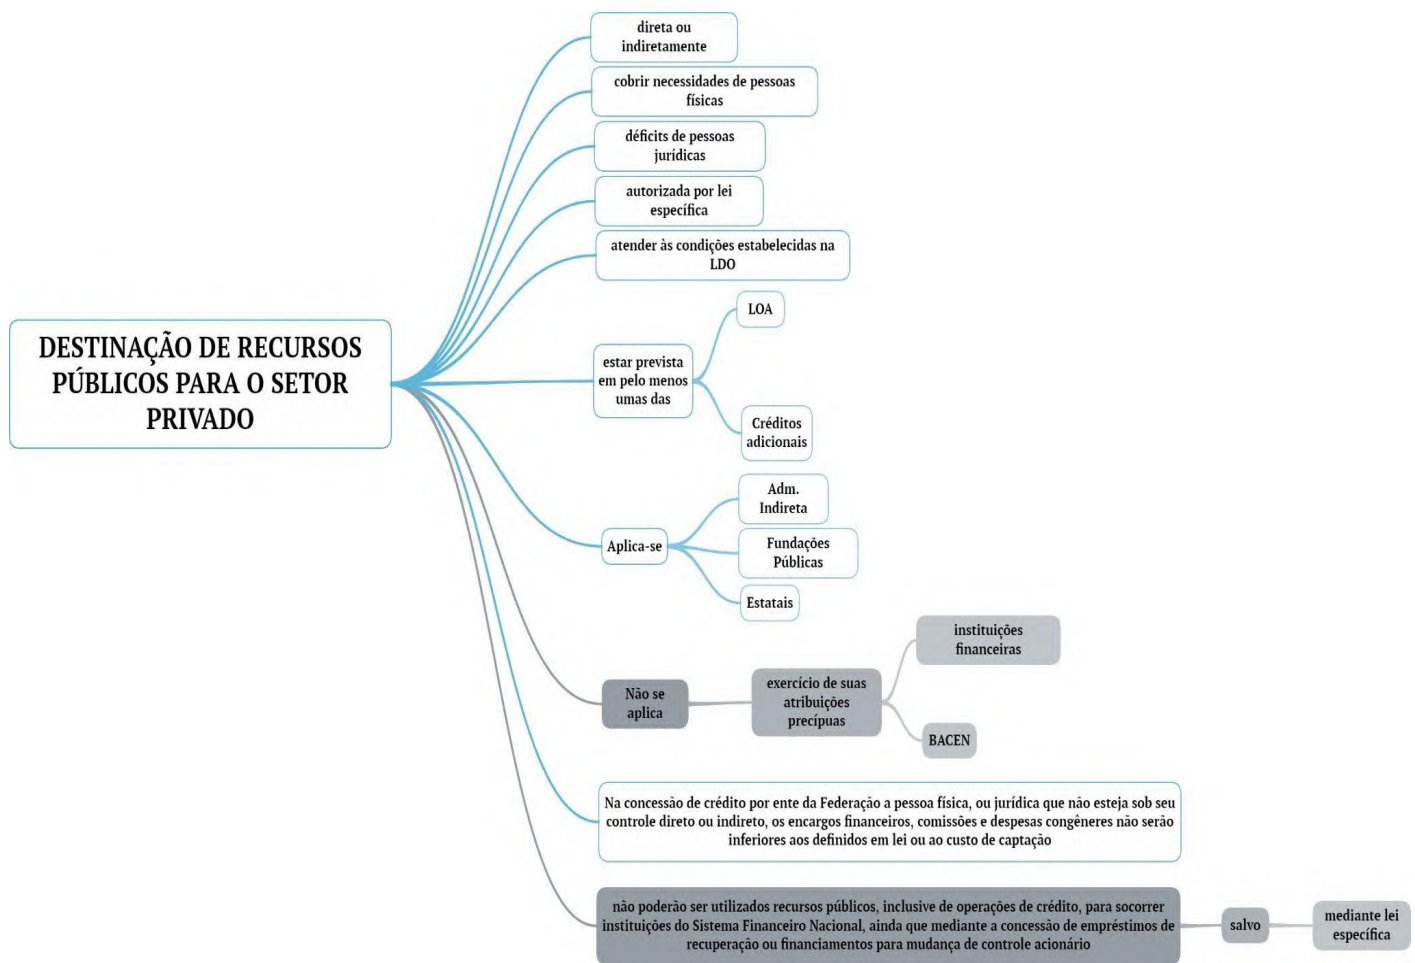 direta ou
indiretamente
cobrir necessidades de pessoas
físicas
déficits de pessoas
jurídicas
autorizada por lei
específica
atender às condições estabelecidas na
LDO
DESTINAÇÃO DE RECURSOS
PÚBLICOS PARA O SETOR
PRIVADO
estar prevista
em pelo menos
umas das
LOA
Créditos
adicionais
Aplica-se
Adm.
Indireta
Fundações
Públicas
Estatais
Não se
aplica
exercício de suas
atribuições
precípuas
instituições
financeiras
BACEN
Na concessão de crédito por ente da Federação a pessoa física, ou jurídica que não esteja sob seu
controle direto ou indireto, os encargos financeiros, comissões e despesas congêneres não serão
inferiores aos definidos em lei ou ao custo de captação
não poderão ser utilizados recursos públicos, inclusive de operações de crédito, para socorrer
instituições do Sistema Financeiro Nacional, ainda que mediante a concessão de empréstimos de
recuperação ou financiamentos para mudança de controle acionário
salvo
mediante lei
específica